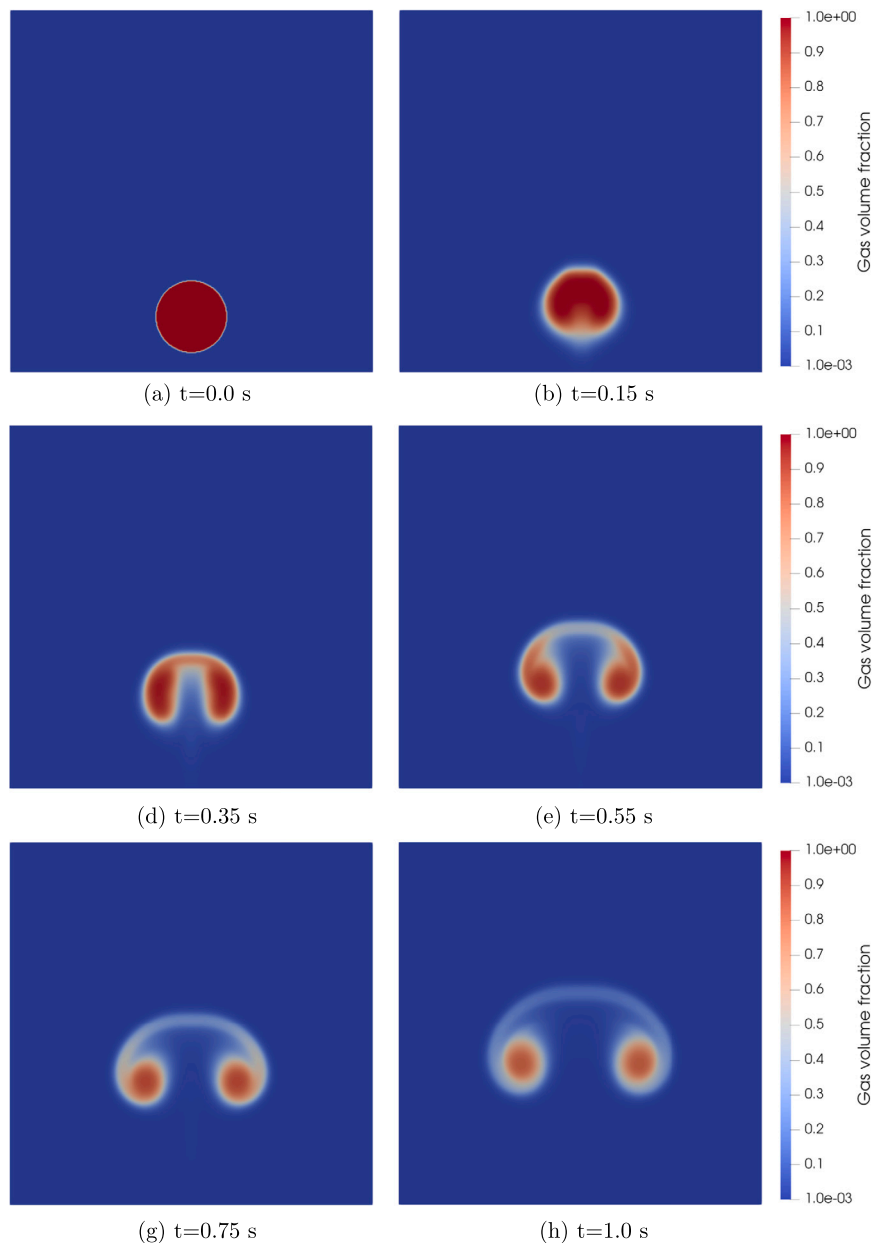 1.0e+00
0.9
0.8
0.7
0.6
0.5
0.4
0.3
0.2
0.1
1.0e-03
Gas volume fraction
(a) t=0.0 s
(b) t=0.15 s
1.0e+00
0.9
0.8
0.7
0.6
0.5
0.4
0.3
0.2
0.1
1.0e-03
Gas volume fraction
(d) t=0.35 s
(e) t=0.55 s
1.0e+00
0.9
0.8
0.7
0.6
0.5
0.4
0.3
0.2
0.1
1.0e-03
Gas volume fraction
(g) t=0.75 s
(h) t=1.0 s